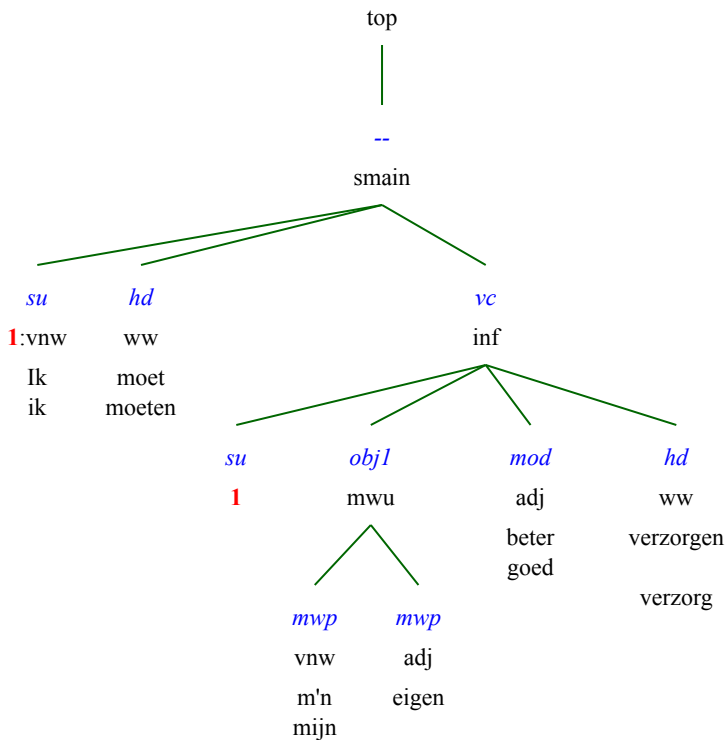 top
--
smain
su hd vc
1:vnw ww inf
Ik moet
ik moeten
su obj1 mod hd
1 mwu adj ww
beter verzorgen
goed
verzorg
mwp mwp
vnw adj
m'n eigen
mijn